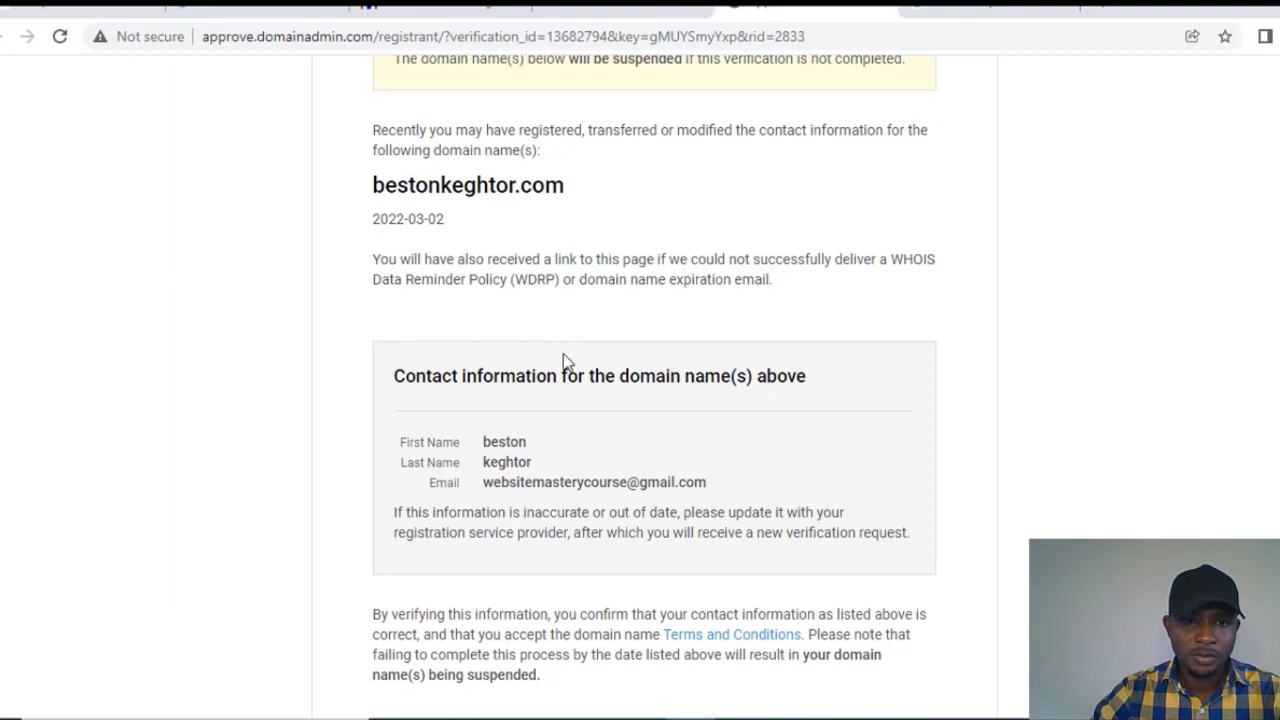 Not secure approve.domainadmin.com/registrant/?verification_id=13682794&key=gMUYSmyYxp&rid=2833
The domain name(s) below will be suspended if this verification is not completed.
Recently you may have registered, transferred or modified the contact information for the
following domain name(s):
bestonkeghtor.com
2022-03-02
You will have also received a link to this page if we could not successfully deliver a WHOIS
Data Reminder Policy (WDRP) or domain name expiration email.
Contact information for the domain name(s) above
First Name beston
Last Name keghtor
Email websitemasterycourse@gmail.com
If this information is inaccurate or out of date, please update it with your
registration service provider, after which you will receive a new verification request.
By verifying this information, you confirm that your contact information as listed above is
correct, and that you accept the domain name Terms and Conditions. Please note that
failing to complete this process by the date listed above will result in your domain
name(s) being suspended.